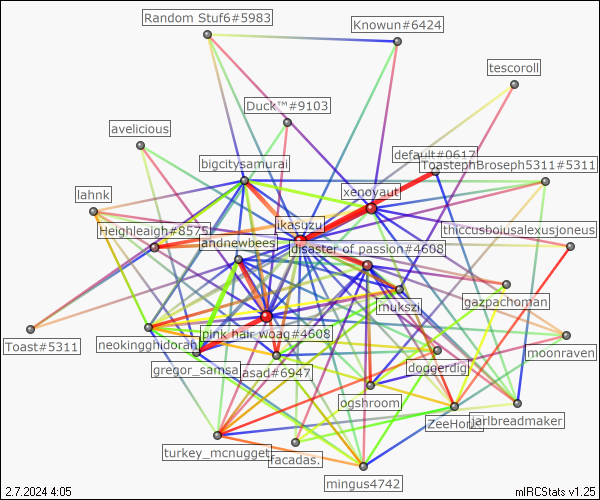 Random Stuf6#5983
Knowun#6424
tescoroll
Duck™#9103
avelicious
default#0617
bigcitysamurai
ToastephBroseph5311#5311
xenoyaut
lahnk
ikasuzu
Heighleaigh#8575
thiccusboiusalexusjoneus
andnewbees
disaster of passion#4608
mukszi
gazpachoman
pink hair woag#4608
neokingghidorah
Toast#5311
moonraven
gregor_samsa
asad#6947
doggerdig
ogshroom
ZeeHon
jarlbreadmaker
turkey_mcnugget
facadas.
mingus4742
2.7.2024 4:05
mIRCStats v1.25